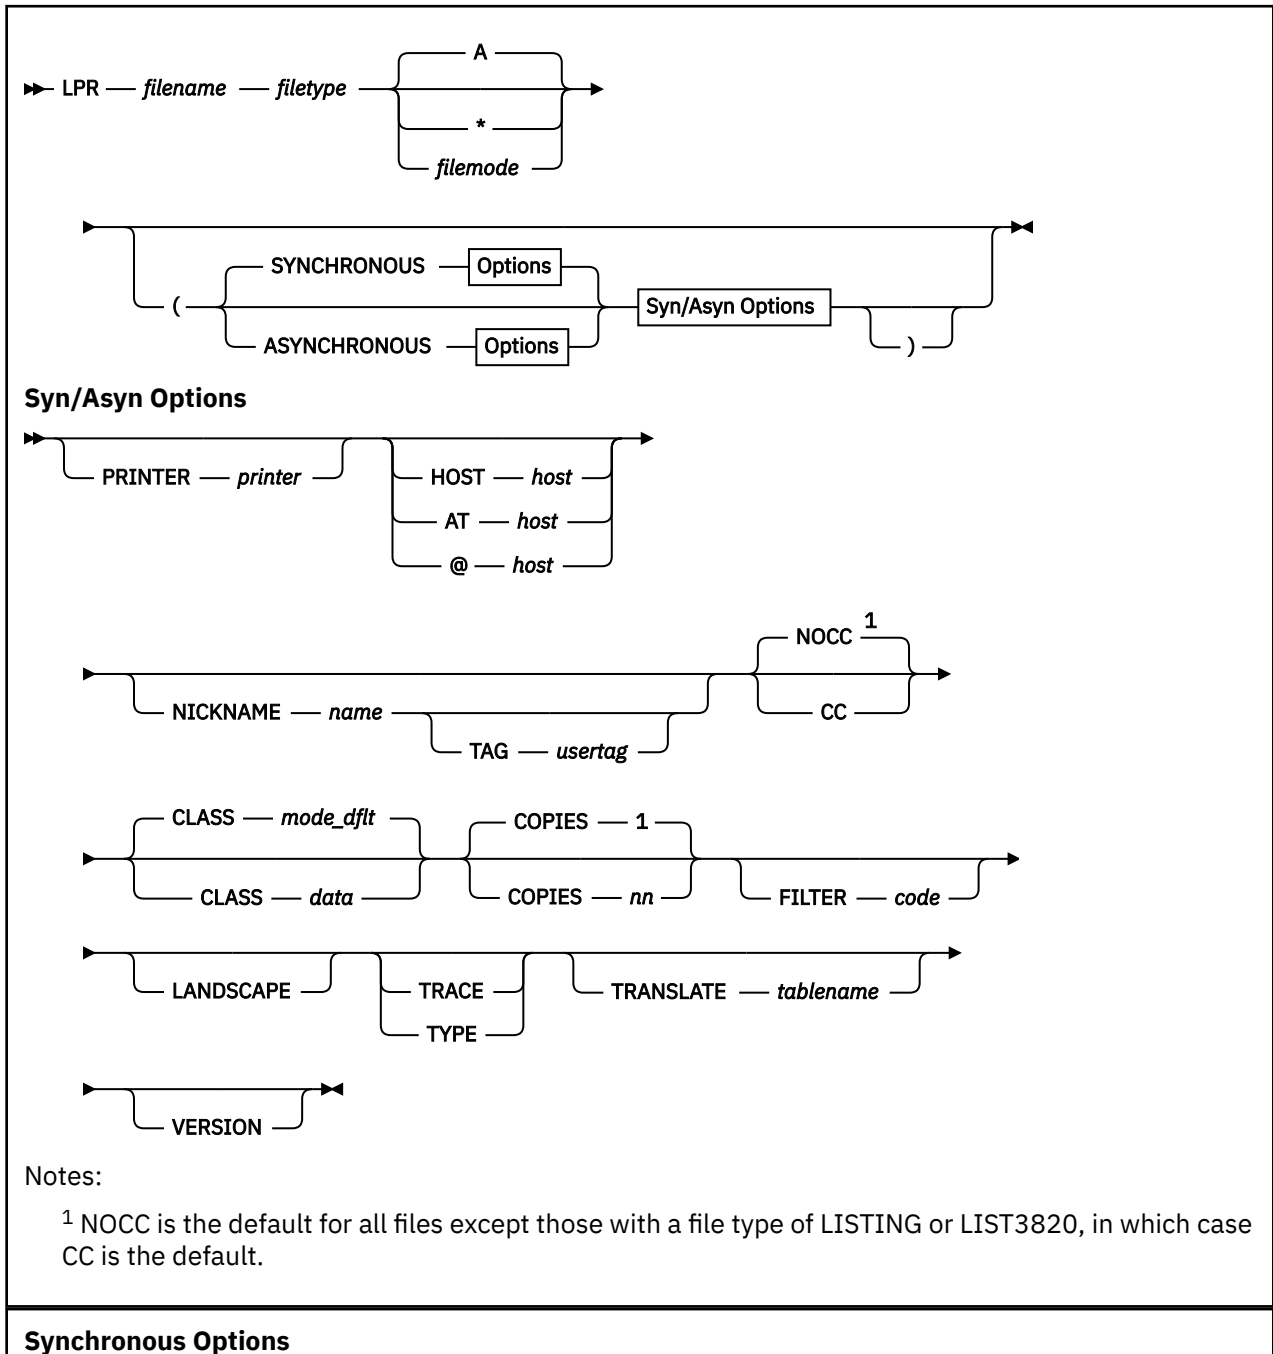 A
LPR filename filetype
*
filemode
SYNCHRONOUS Options
( Syn/Asyn Options
ASYNCHRONOUS Options )
Syn/Asyn Options
PRINTER printer HOST host
AT host
@ host
NOCC 1
NICKNAME name CC
TAG usertag
CLASS mode_dflt COPIES 1
CLASS data COPIES nn FILTER code
LANDSCAPE TRACE TRANSLATE tablename
TYPE
VERSION
Notes:
1 NOCC is the default for all files except those with a file type of LISTING or LIST3820, in which case
CC is the default.
Synchronous Options